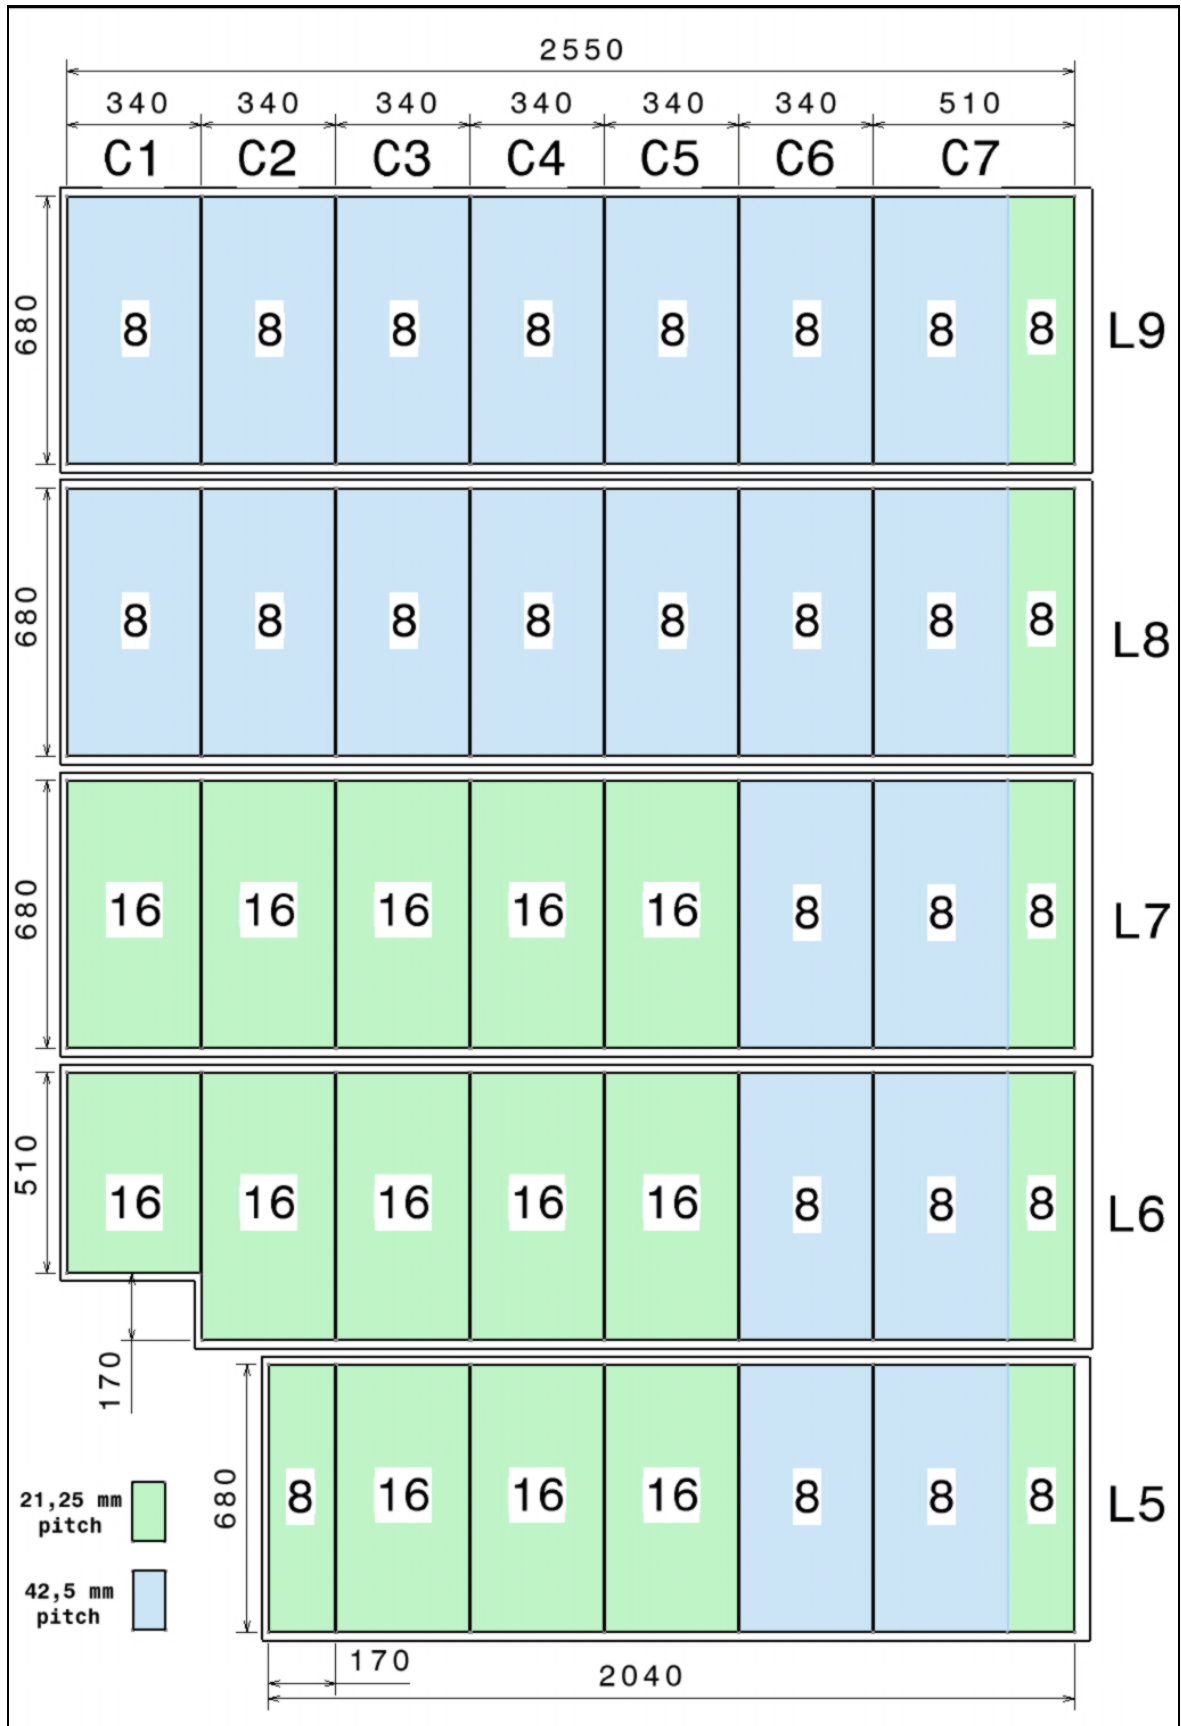 2550
340 340 340 340 340 340 510
C1 C2 C3 C4 C5 C6 C7
680 8 8 8 8 8 8 8 8 L9
680 8 8 8 8 8 8 8 8 L8
680 16 16 16 16 16 8 8 8 L7
510 16 16 16 16 16 8 8 8 L6
170
680 8 16 16 16 8 8 8 L5
21,25 mm
pitch
42,5 mm
pitch
170 2040